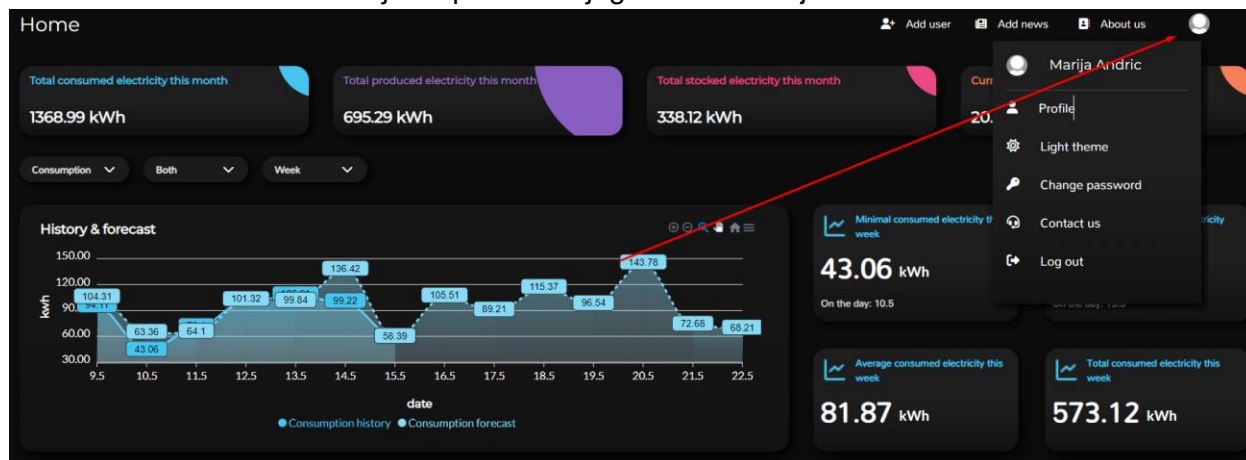 Home
Add user
Add news
About us
Marija Andric
Profile
Light theme
Change password
Contact us
Log out
Total consumed electricity this month
1368.99 kWh
Total produced electricity this month
695.29 kWh
Total stocked electricity this month
338.12 kWh
20.
Consumption
Both
Week
History & forecast
kwh
150.00
120.00
60.00
30.00
104.31
63.36
43.06
64.1
101.32
99.84
136.42
99.22
58.39
105.51
89.21
115.37
96.54
143.78
72.68
68.21
9.5 10.5 11.5 12.5 13.5 14.5 15.5 16.5 17.5 18.5 19.5 20.5 21.5 22.5
date
Consumption history Consumption forecast
Minimal consumed electricity
week
43.06 kWh
On the day: 10.5
Average consumed electricity this
week
81.87 kWh
Total consumed electricity this
week
573.12 kWh